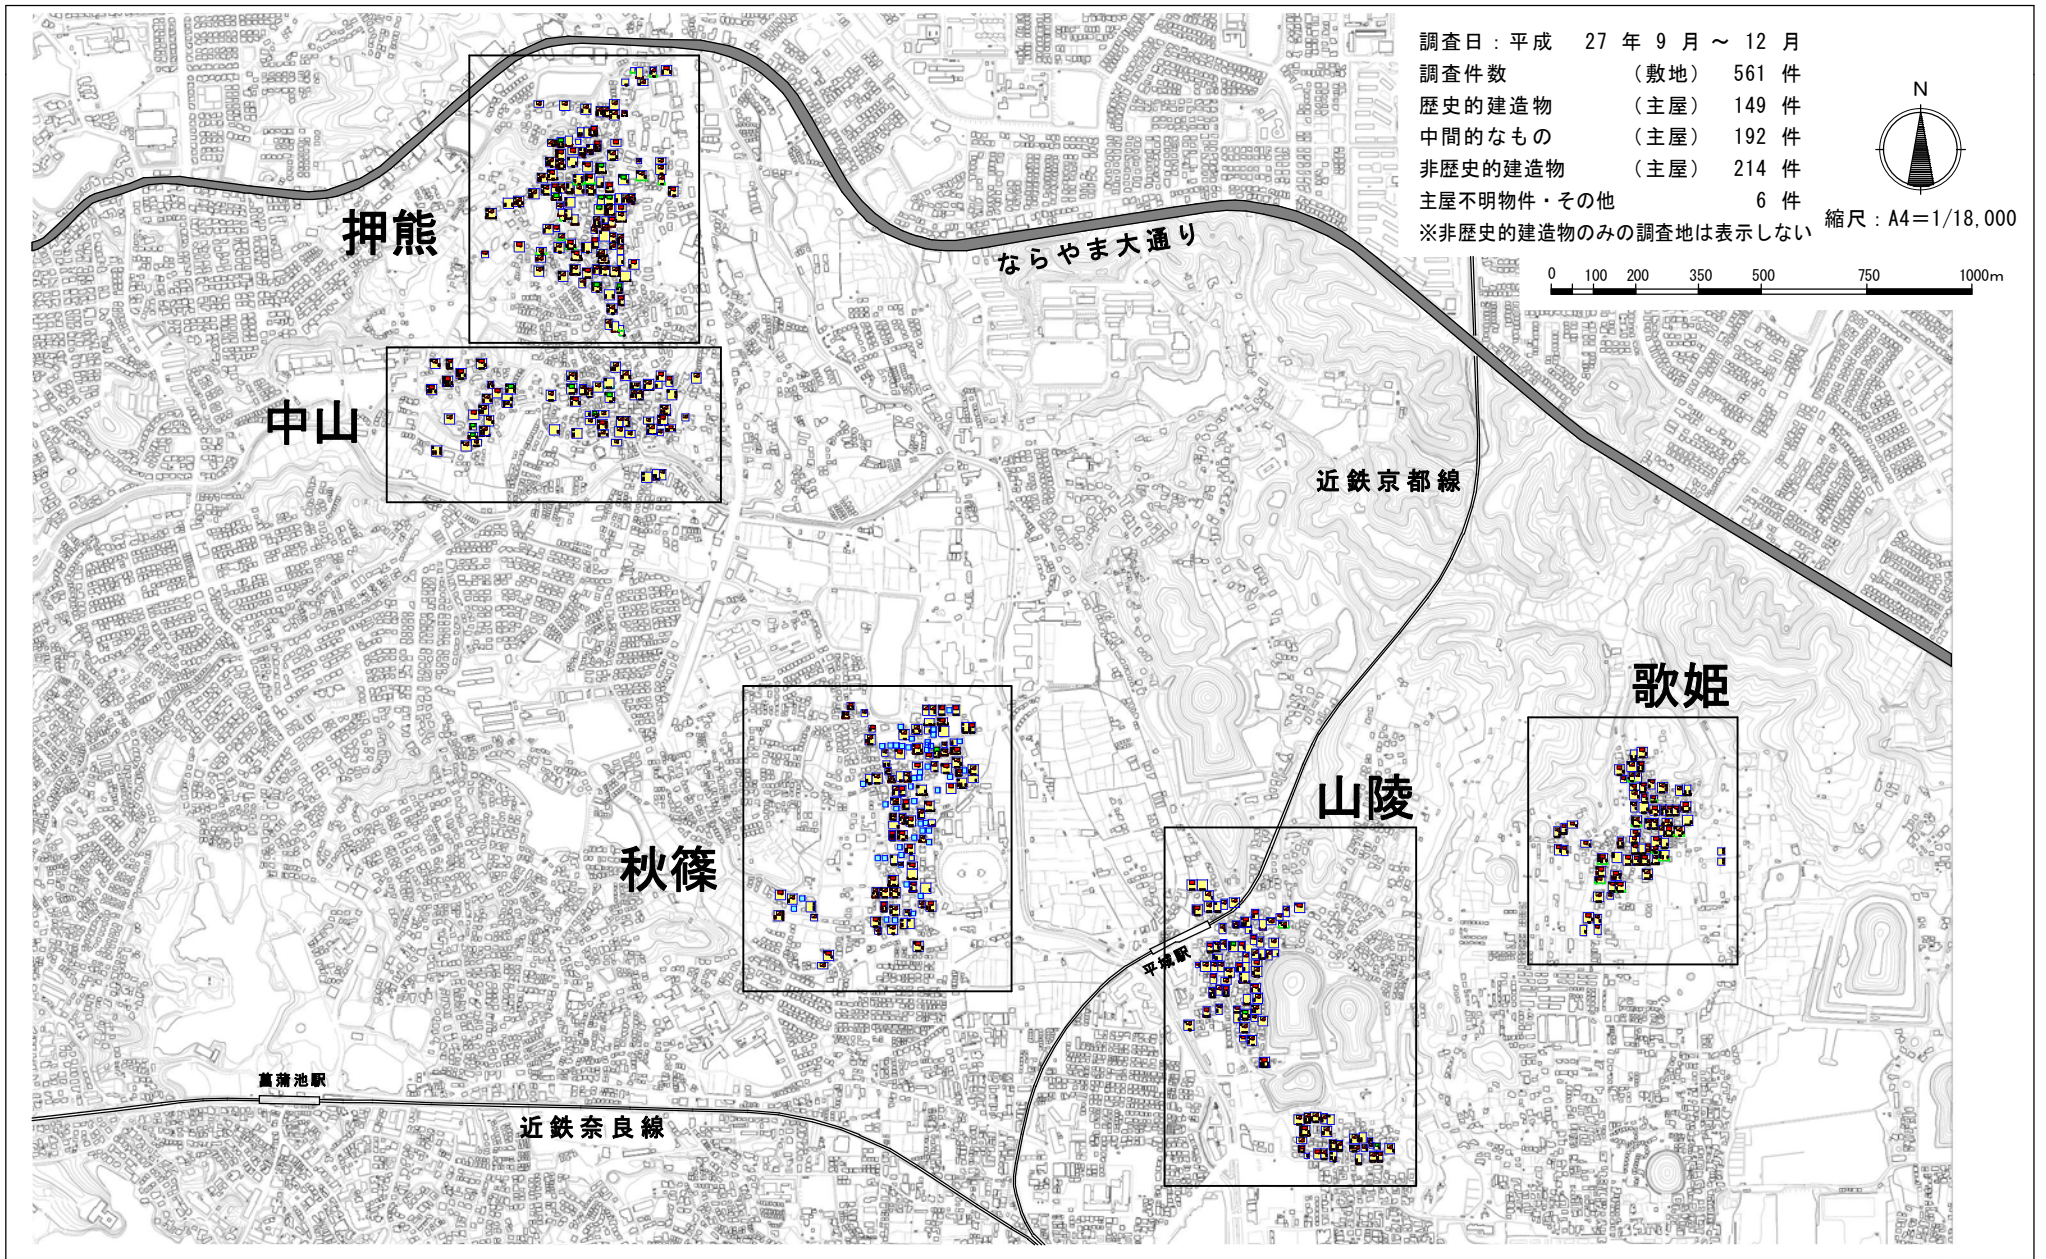 調査日：平成 27 年 9 月 ～ 12 月
調査件数 （敷地） 561 件
歴史的建造物 （主屋） 149 件
中間的なもの （主屋） 192 件
非歴史的建造物 （主屋） 214 件
主屋不明物件・その他 6 件
※非歴史的建造物のみの調査地は表示しない
N
縮尺：A4＝1/18,000
0 100 200 350 500 750 1000m
押熊
ならやま大通り
中山
近鉄京都線
歌姫
山陵
秋篠
平城駅
菖蒲池駅
近鉄奈良線